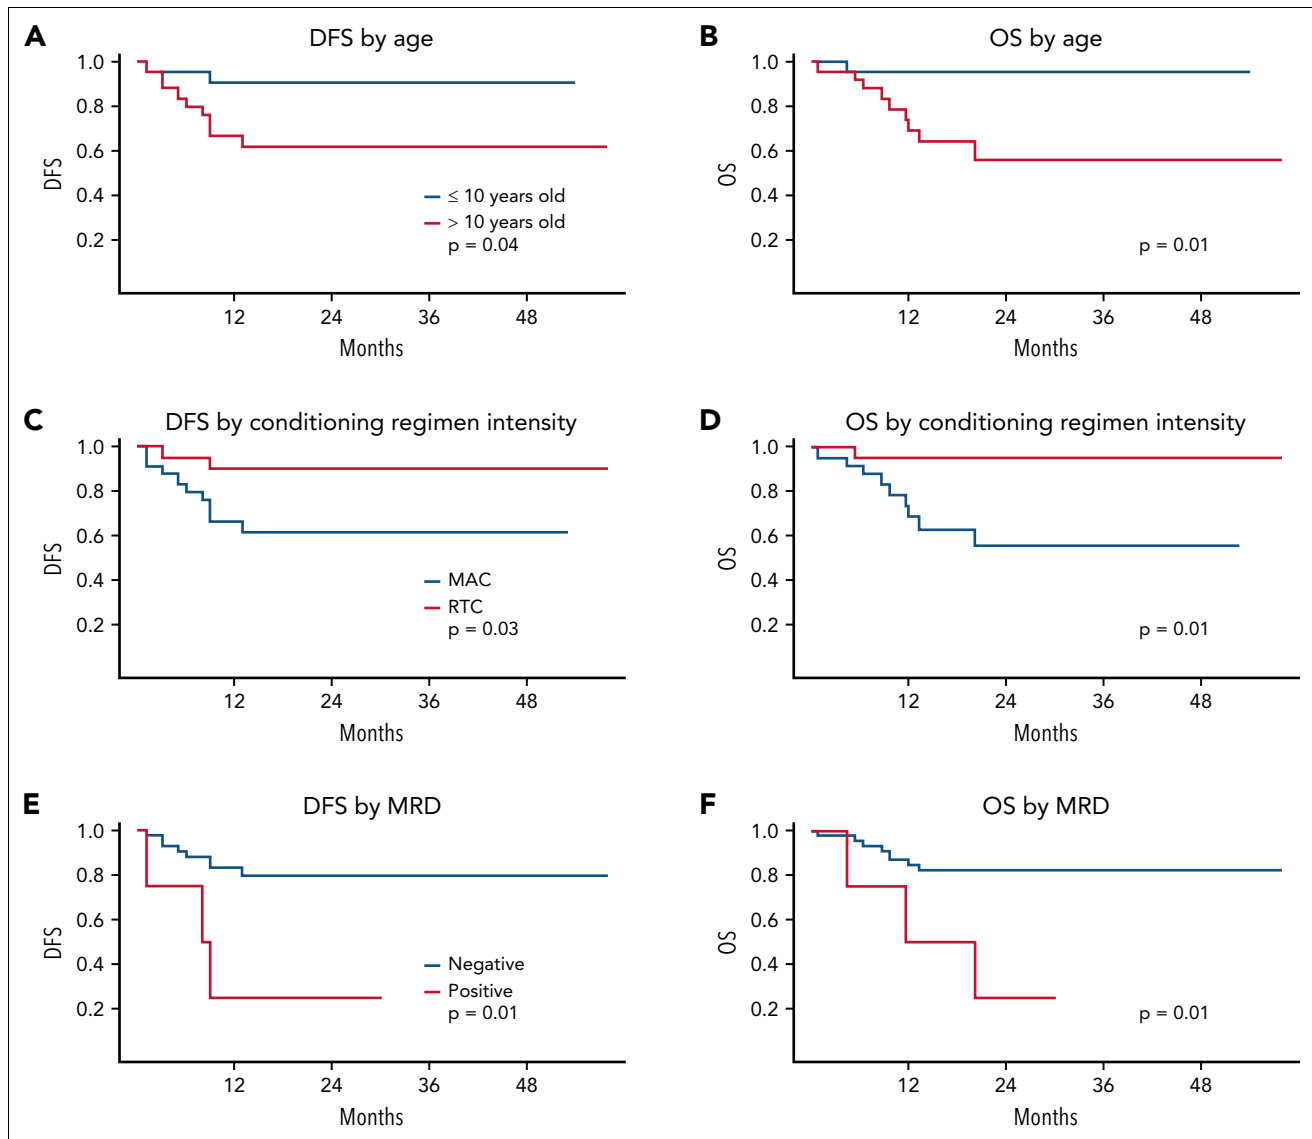 A
DFS by age
1.0
0.8
0.6
0.4
0.2
DFS
≤ 10 years old
> 10 years old
p = 0.04
12 24 36 48
Months
B
OS by age
1.0
0.8
0.6
0.4
0.2
OS
p = 0.01
12 24 36 48
Months
C
DFS by conditioning regimen intensity
1.0
0.8
0.6
0.4
0.2
DFS
MAC
RTC
p = 0.03
12 24 36 48
Months
D
OS by conditioning regimen intensity
1.0
0.8
0.6
0.4
0.2
OS
p = 0.01
12 24 36 48
Months
E
DFS by MRD
1.0
0.8
0.6
0.4
0.2
DFS
Negative
Positive
p = 0.01
12 24 36 48
Months
F
OS by MRD
1.0
0.8
0.6
0.4
0.2
OS
p = 0.01
12 24 36 48
Months